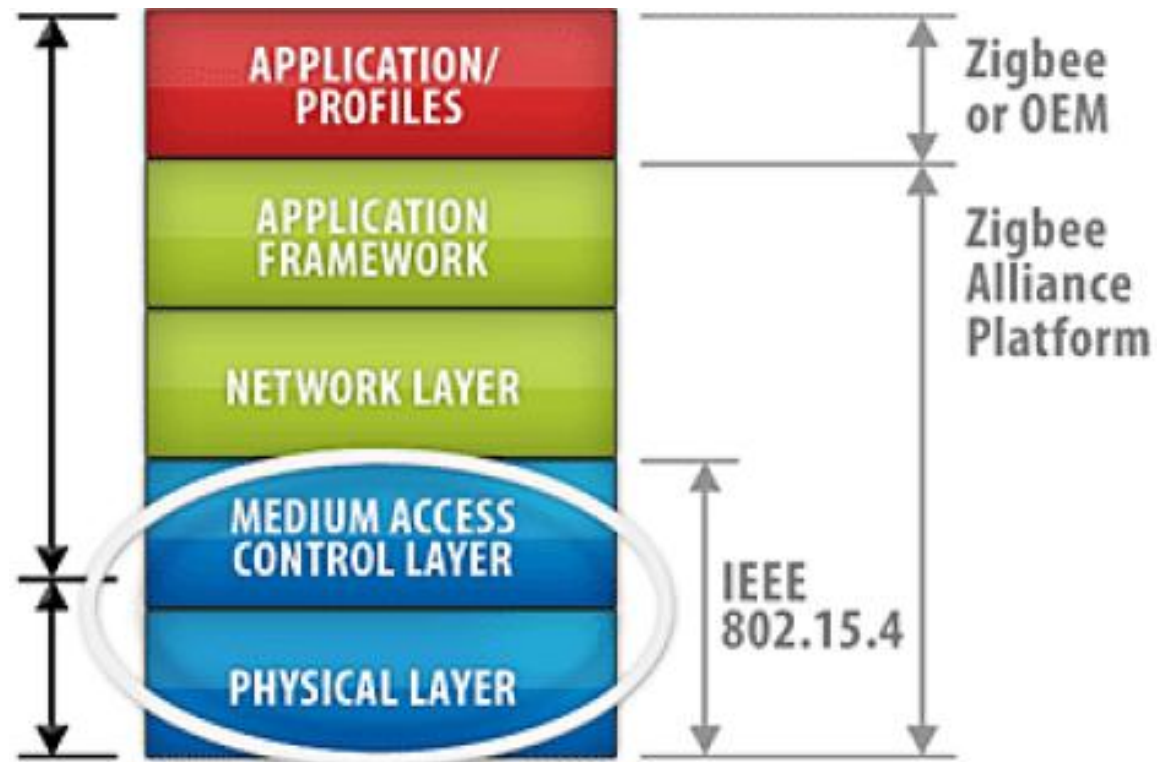 APPLICATION/
PROFILES
Zigbee
or OEM
APPLICATION
FRAMEWORK
Zigbee
Alliance
Platform
NETWORK LAYER
MEDIUM ACCESS
CONTROL LAYER
IEEE
802.15.4
PHYSICAL LAYER